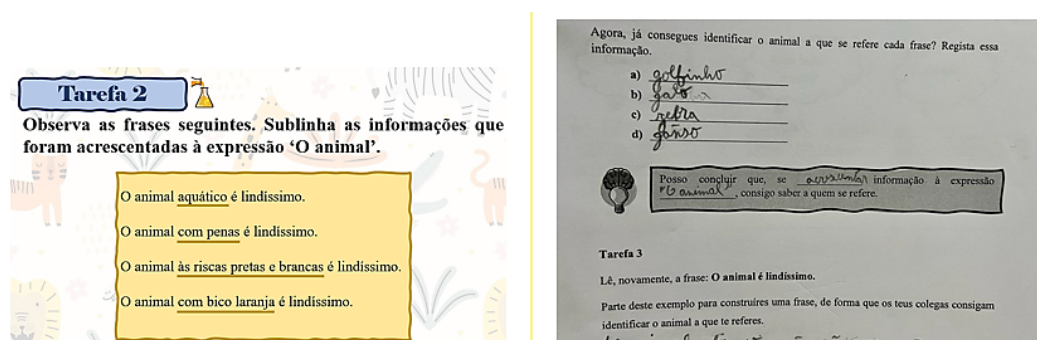 Tarefa 2
Observa as frases seguintes. Sublinha as informações que
foram acrescentadas à expressão ‘O animal’.
O animal aquático é lindíssimo.
O animal com penas é lindíssimo.
O animal às riscas pretas e brancas é lindíssimo.
O animal com bico laranja é lindíssimo.
Agora, já consegues identificar o animal a que se refere cada frase? Regista essa
informação.
a) golfinho
b)
c) zebra
d) ganso
Posso concluir que, se acrescentar informação à expressão
"O animal", consigo saber a quem se refere.
Tarefa 3
Lê, novamente, a frase: O animal é lindíssimo.
Parte deste exemplo para construíres uma frase, de forma que os teus colegas consigam
identificar o animal a que te referes.